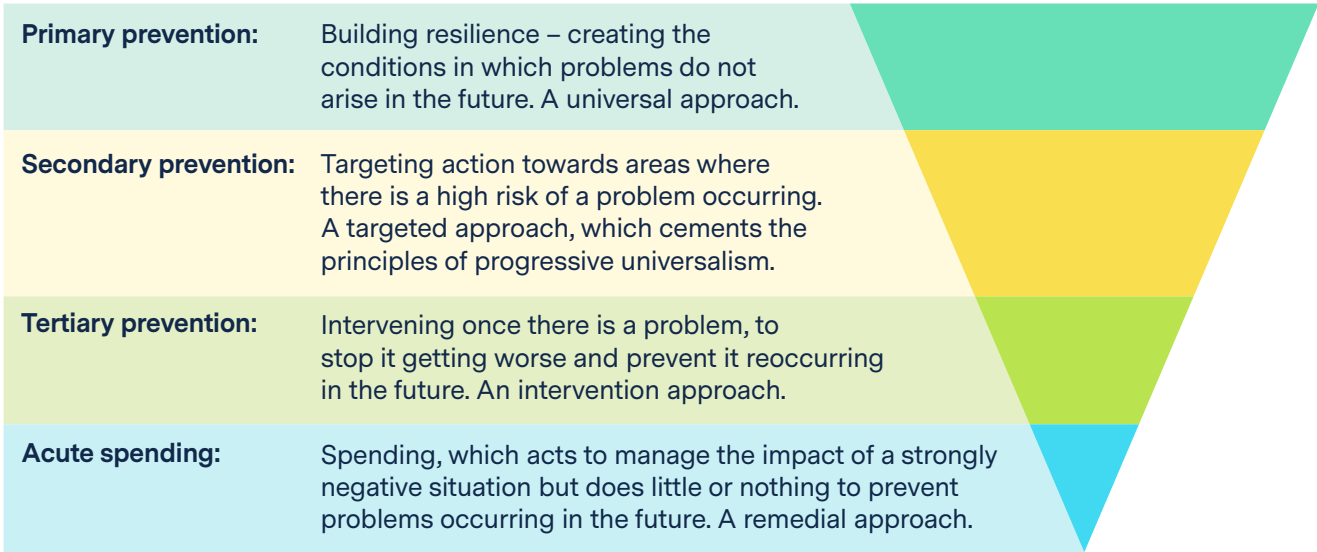 Primary prevention: Building resilience – creating the
conditions in which problems do not
arise in the future. A universal approach.
Secondary prevention: Targeting action towards areas where
there is a high risk of a problem occurring.
A targeted approach, which cements the
principles of progressive universalism.
Tertiary prevention: Intervening once there is a problem, to
stop it getting worse and prevent it reoccurring
in the future. An intervention approach.
Acute spending: Spending, which acts to manage the impact of a strongly
negative situation but does little or nothing to prevent
problems occurring in the future. A remedial approach.